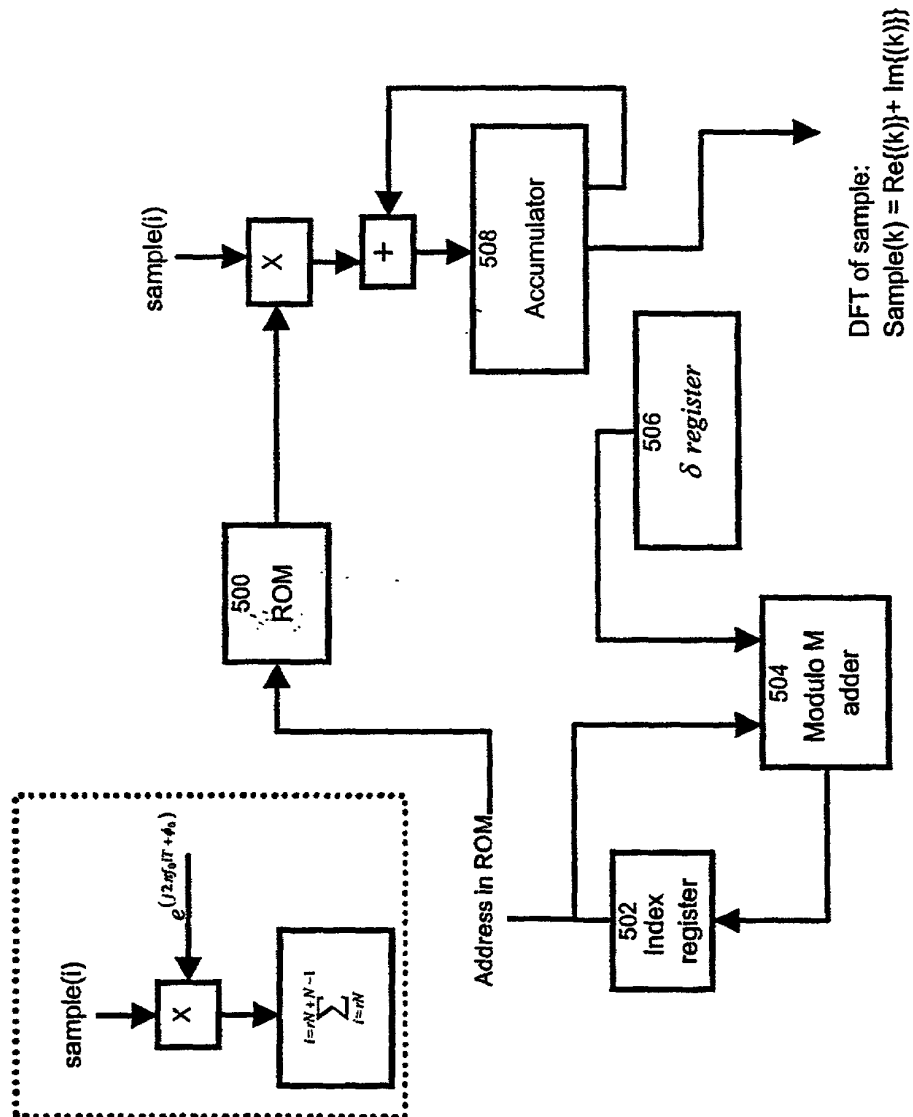 sample(i)
X
e^(j2πf₀iT+ϕ₀)
i=rN+N−1
∑
i=rN
sample(i)
X
+
500
ROM
508
Accumulator
Address in ROM
502
Index
register
504
Modulo M
adder
506
δ register
DFT of sample:
Sample(k) = Re{(k)}+ Im{(k)}}